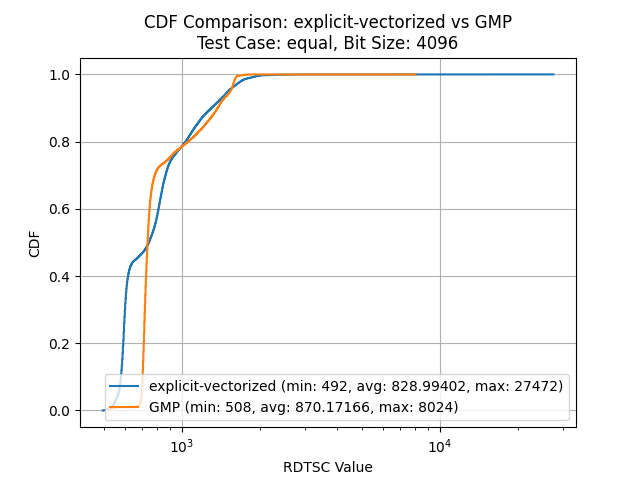 CDF Comparison: explicit-vectorized vs GMP
Test Case: equal, Bit Size: 4096
CDF
1.0
0.8
0.6
0.4
0.2
0.0
explicit-vectorized (min: 492, avg: 828.99402, max: 27472)
GMP (min: 508, avg: 870.17166, max: 8024)
10³
10⁴
RDTSC Value